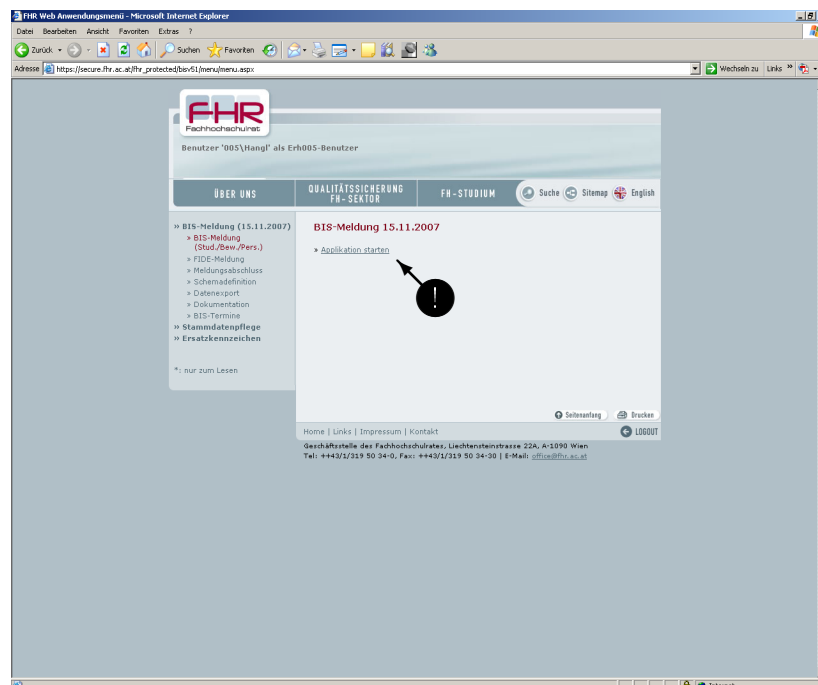 FHR Web Anwendungsmenü - Microsoft Internet Explorer
Datei Bearbeiten Ansicht Favoriten Extras ?
Zurück Suchen Favoriten
Adresse https://secure.fhr.ac.at/fhr_protected/bisv51/menu/menu.aspx Wechseln zu Links »
FHR
Fachhochschulrat
Benutzer '005\Hangl' als Erh005-Benutzer
ÜBER UNS
QUALITÄTSSICHERUNG
FH-SEKTOR
FH-STUDIUM
Suche Sitemap English
» BIS-Meldung (15.11.2007)
» BIS-Meldung
(Stud./Bew./Pers.)
» FIDE-Meldung
» Meldungsabschluss
» Schemadefinition
» Datenexport
» Dokumentation
» BIS-Termine
» Stammdatenpflege
» Ersatzkennzeichen
*: nur zum Lesen
BIS-Meldung 15.11.2007
» Applikation starten
!
Seitenanfang Drucken
Home | Links | Impressum | Kontakt LOGOUT
Geschäftsstelle des Fachhochschulrates, Liechtensteinstrasse 22A, A-1090 Wien
Tel: ++43/1/319 50 34-0, Fax: ++43/1/319 50 34-30 | E-Mail: office@fhr.ac.at
Internet